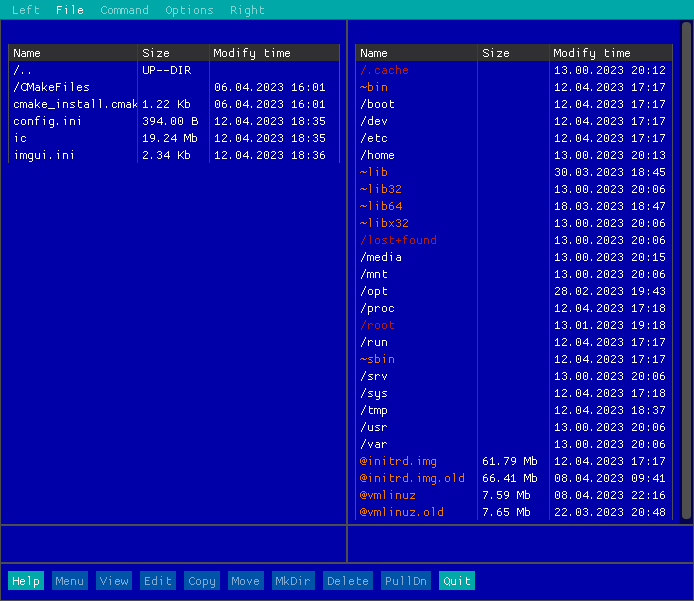 Left File Command Options Right
Name Size Modify time
/.. UP--DIR
/CMakeFiles 06.04.2023 16:01
cmake_install.cmak 1.22 Kb 06.04.2023 16:01
config.ini 394.00 B 12.04.2023 18:35
ic 19.24 Mb 12.04.2023 18:35
imgui.ini 2.34 Kb 12.04.2023 18:36
Name Size Modify time
/.cache 13.00.2023 20:12
~bin 12.04.2023 17:17
/boot 12.04.2023 17:17
/dev 12.04.2023 17:17
/etc 12.04.2023 17:17
/home 13.00.2023 20:13
~lib 30.03.2023 18:45
~lib32 13.00.2023 20:06
~lib64 18.03.2023 18:47
~libx32 13.00.2023 20:06
/lost+found 13.00.2023 20:06
/media 13.00.2023 20:15
/mnt 13.00.2023 20:06
/opt 28.02.2023 19:43
/proc 12.04.2023 17:18
/root 13.01.2023 19:18
/run 12.04.2023 17:17
~sbin 12.04.2023 17:17
/srv 13.00.2023 20:06
/sys 12.04.2023 17:18
/tmp 12.04.2023 18:37
/usr 13.00.2023 20:06
/var 13.00.2023 20:06
@initrd.img 61.79 Mb 12.04.2023 17:17
@initrd.img.old 66.41 Mb 08.04.2023 09:41
@vmlinuz 7.59 Mb 08.04.2023 22:16
@vmlinuz.old 7.65 Mb 22.03.2023 20:48
Help Menu View Edit Copy Move MkDir Delete PullDn Quit